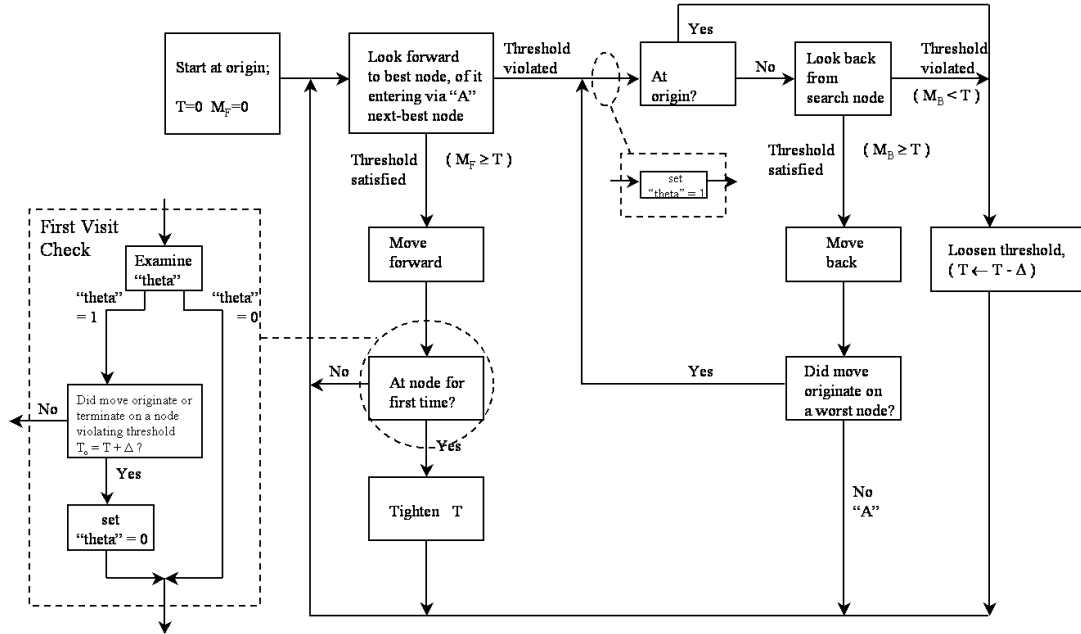 Start at origin;
T=0 M_F=0
Look forward
to best node, of it
entering via “A”
next-best node
Threshold
violated
At
origin?
Yes
No
Look back
from
search node
Threshold
violated
( M_B < T )
Threshold
satisfied
( M_F ≥ T )
set
“theta” = 1
Threshold
satisfied
( M_B ≥ T )
First Visit
Check
Examine
“theta”
“theta”
= 1
“theta”
= 0
Move
forward
Move
back
Loosen threshold,
( T ← T - Δ )
No
Did move originate or
terminate on a node
violating threshold
T_o = T + Δ ?
Yes
set
“theta” = 0
No
At node for
first time?
Yes
Yes
Did move
originate on
a worst node?
Tighten T
No
“A”